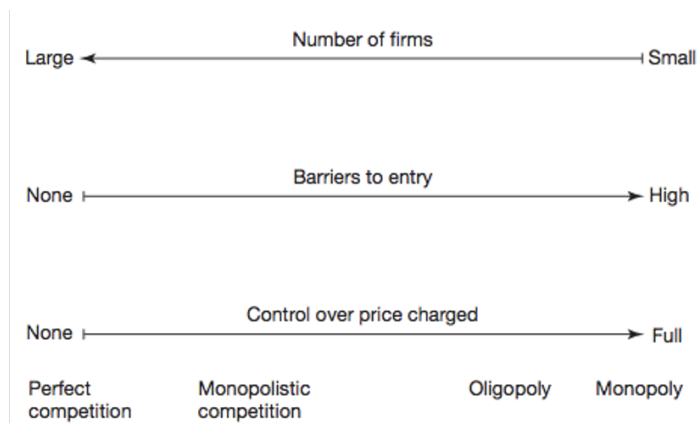 Number of firms
Large Small
Barriers to entry
None High
Control over price charged
None Full
Perfect Monopolistic Oligopoly Monopoly
competition competition